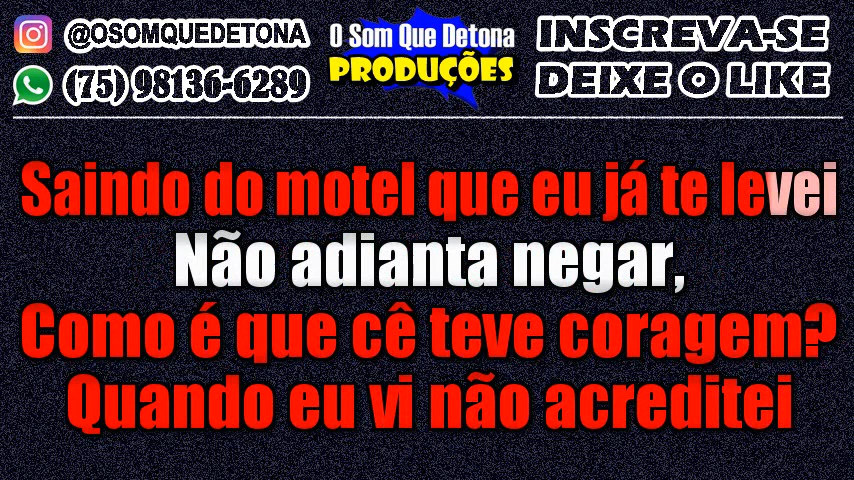 @OSOMQUEDETONA
(75) 98136-6289
O Som Que Detona
PRODUÇÕES
INSCREVA-SE
DEIXE O LIKE
Saindo do motel que eu já te levei
Não adianta negar,
Como é que cê teve coragem?
Quando eu vi não acreditei